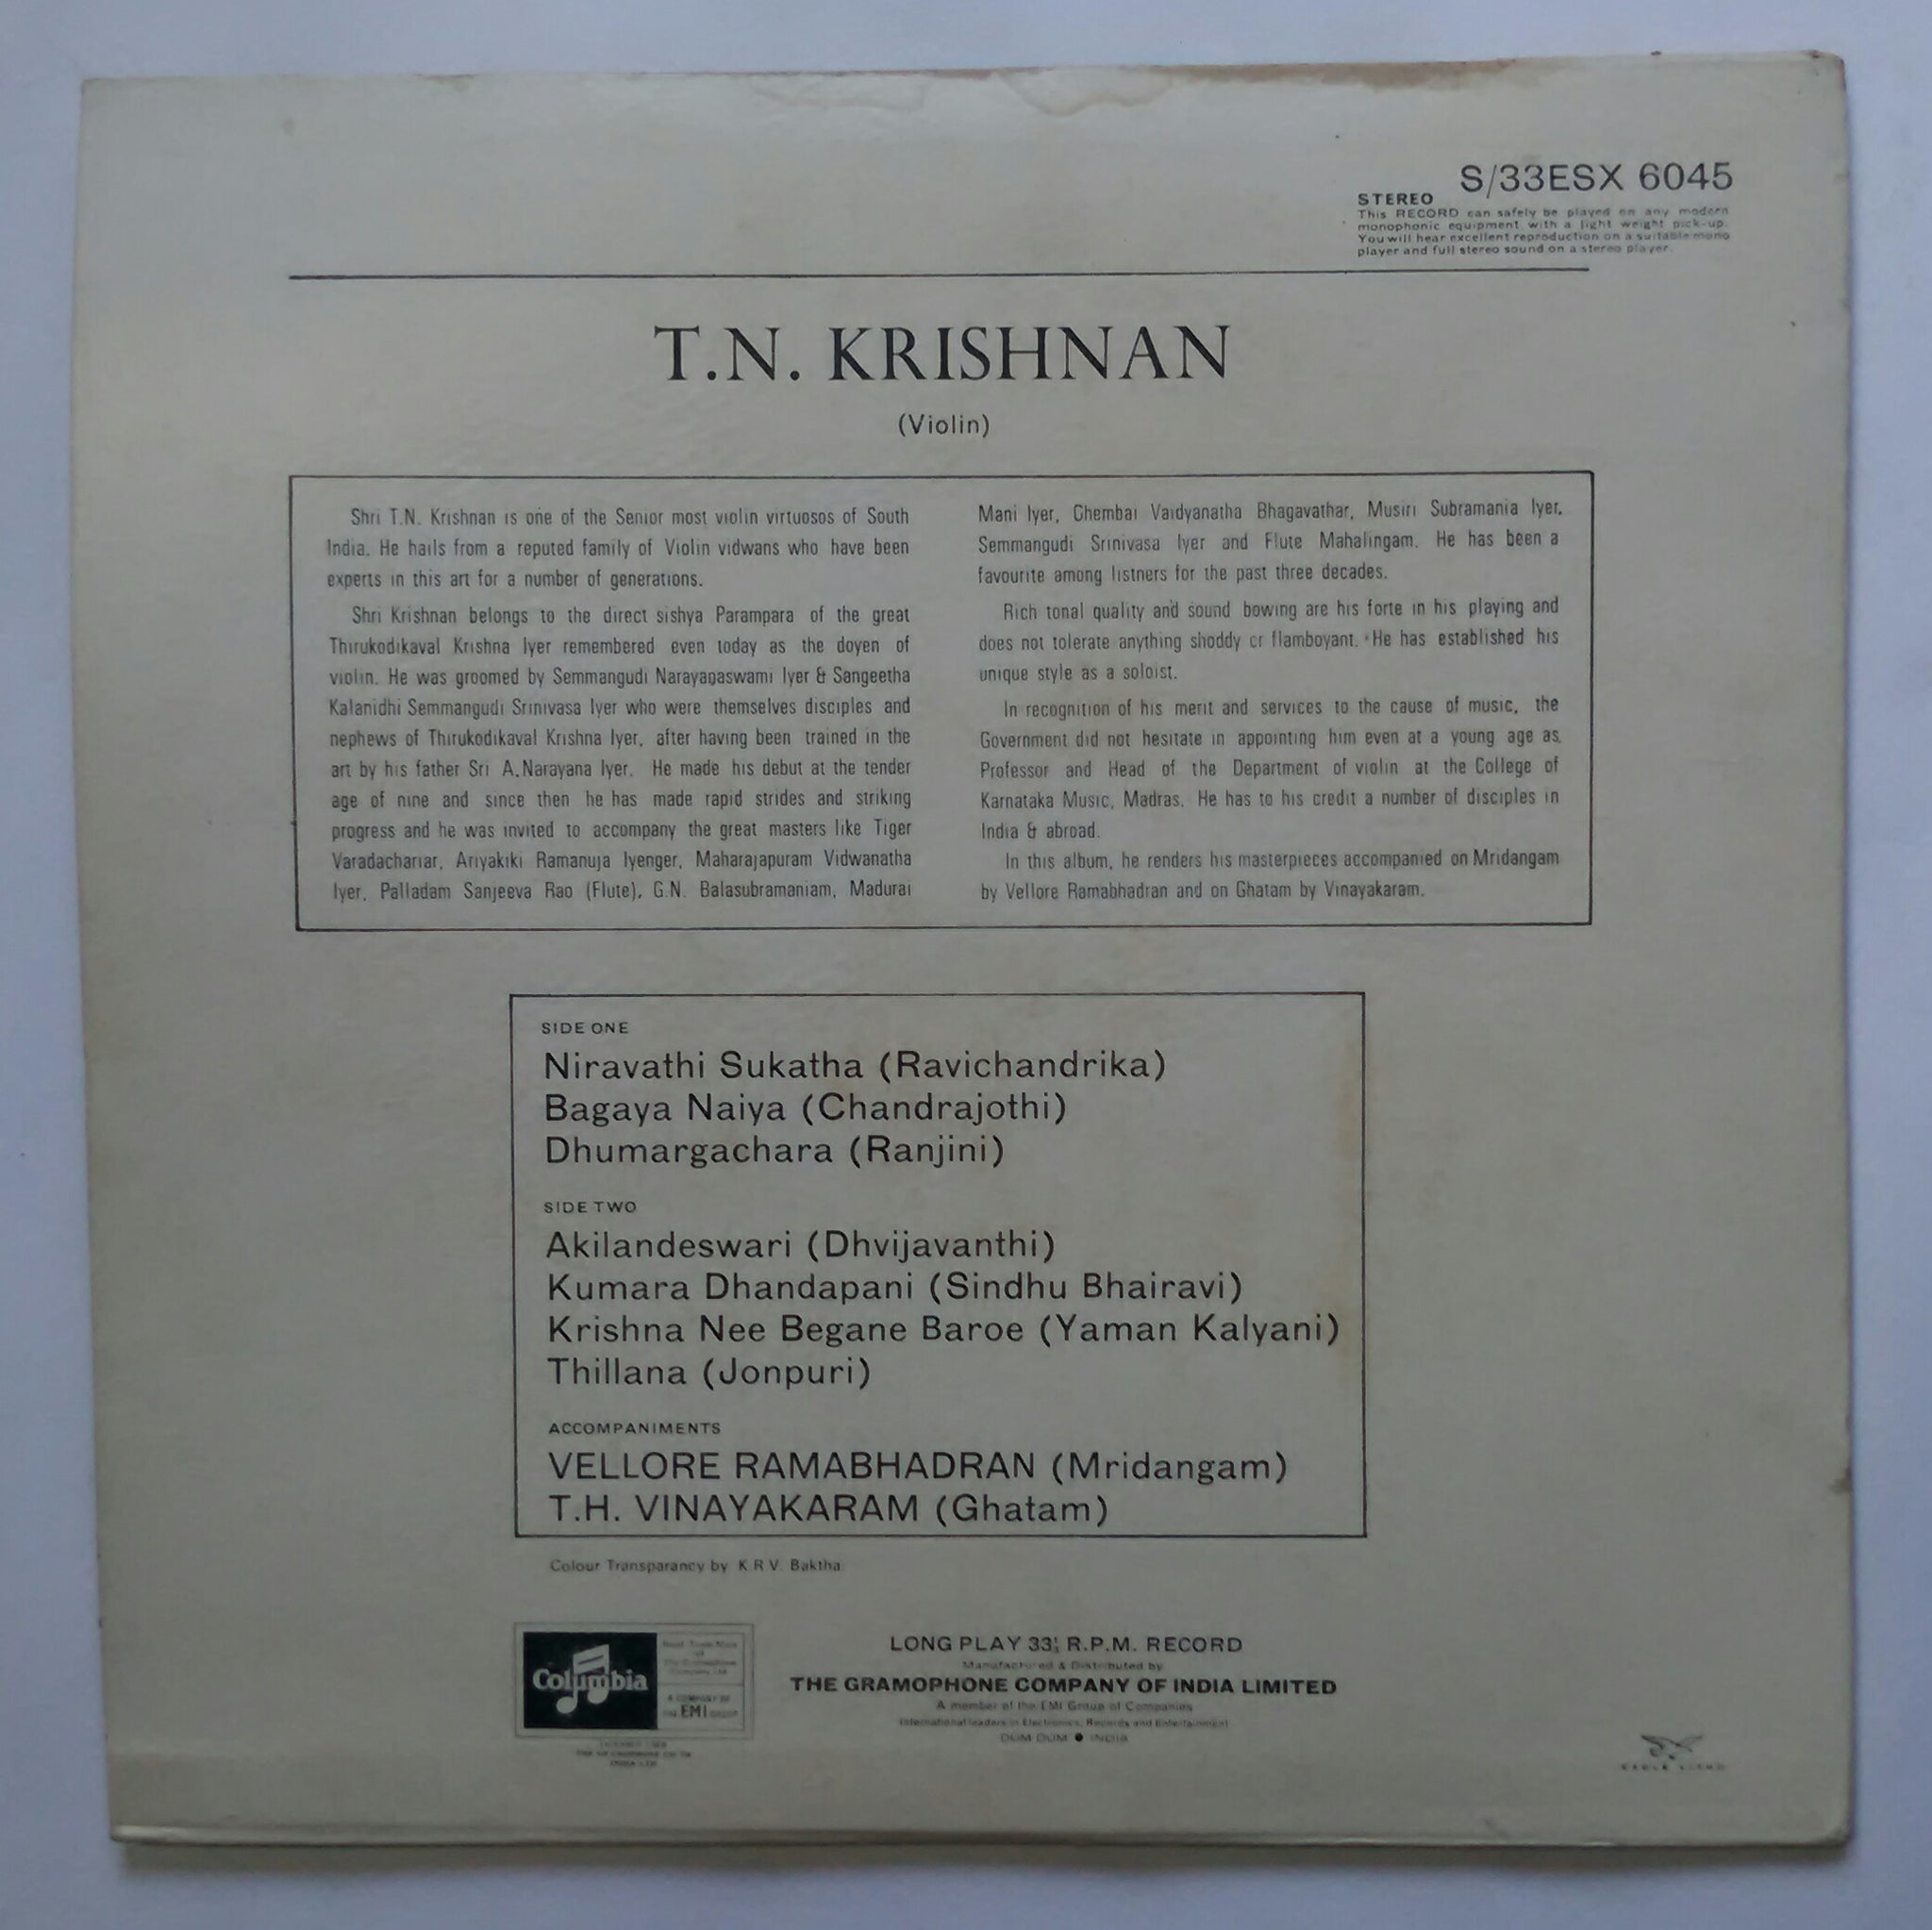 S/33ESX 6045
STEREO
This RECORD can safely be played on any modern
monophonic equipment with a light weight pick-up.
You will hear excellent reproduction on a suitable mono
player and full stereo sound on a stereo player.
T.N. KRISHNAN
(Violin)
Shri T.N. Krishnan is one of the Senior most violin virtuosos of South
India. He hails from a reputed family of Violin vidwans who have been
experts in this art for a number of generations.
Shri Krishnan belongs to the direct sishya Parampara of the great
Thirukodikaval Krishna Iyer remembered even today as the doyen of
violin. He was groomed by Semmangudi Narayanaswami Iyer & Sangeetha
Kalanidhi Semmangudi Srinivasa Iyer who were themselves disciples and
nephews of Thirukodikaval Krishna Iyer, after having been trained in the
art by his father Sri A.Narayana Iyer. He made his debut at the tender
age of nine and since then he has made rapid strides and striking
progress and he was invited to accompany the great masters like Tiger
Varadachariar, Ariyakiki Ramanuja Iyenger, Maharajapuram Vidwanatha
Iyer, Palladam Sanjeeva Rao (Flute), G.N. Balasubramaniam, Madurai
Mani Iyer, Chembai Vaidyanatha Bhagavathar, Musiri Subramania Iyer,
Semmangudi Srinivasa Iyer and Flute Mahalingam. He has been a
favourite among listners for the past three decades.
Rich tonal quality and sound bowing are his forte in his playing and
does not tolerate anything shoddy or flamboyant. He has established his
unique style as a soloist.
In recognition of his merit and services to the cause of music, the
Government did not hesitate in appointing him even at a young age as
Professor and Head of the Department of violin at the College of
Karnataka Music, Madras. He has to his credit a number of disciples in
India & abroad.
In this album, he renders his masterpieces accompanied on Mridangam
by Vellore Ramabhadran and on Ghatam by Vinayakaram.
SIDE ONE
Niravathi Sukatha (Ravichandrika)
Bagaya Naiya (Chandrajothi)
Dhumargachara (Ranjini)
SIDE TWO
Akilandeswari (Dhvijavanthi)
Kumara Dhandapani (Sindhu Bhairavi)
Krishna Nee Begane Baroe (Yaman Kalyani)
Thillana (Jonpuri)
ACCOMPANIMENTS
VELLORE RAMABHADRAN (Mridangam)
T.H. VINAYAKARAM (Ghatam)
Colour Transparancy by K.R.V. Baktha
Columbia
EMI
LONG PLAY 33⅓ R.P.M. RECORD
Manufactured & Distributed by
THE GRAMOPHONE COMPANY OF INDIA LIMITED
A member of the EMI Group of Companies
International leaders in Electronics, Records and Entertainment
DUM DUM ● INDIA